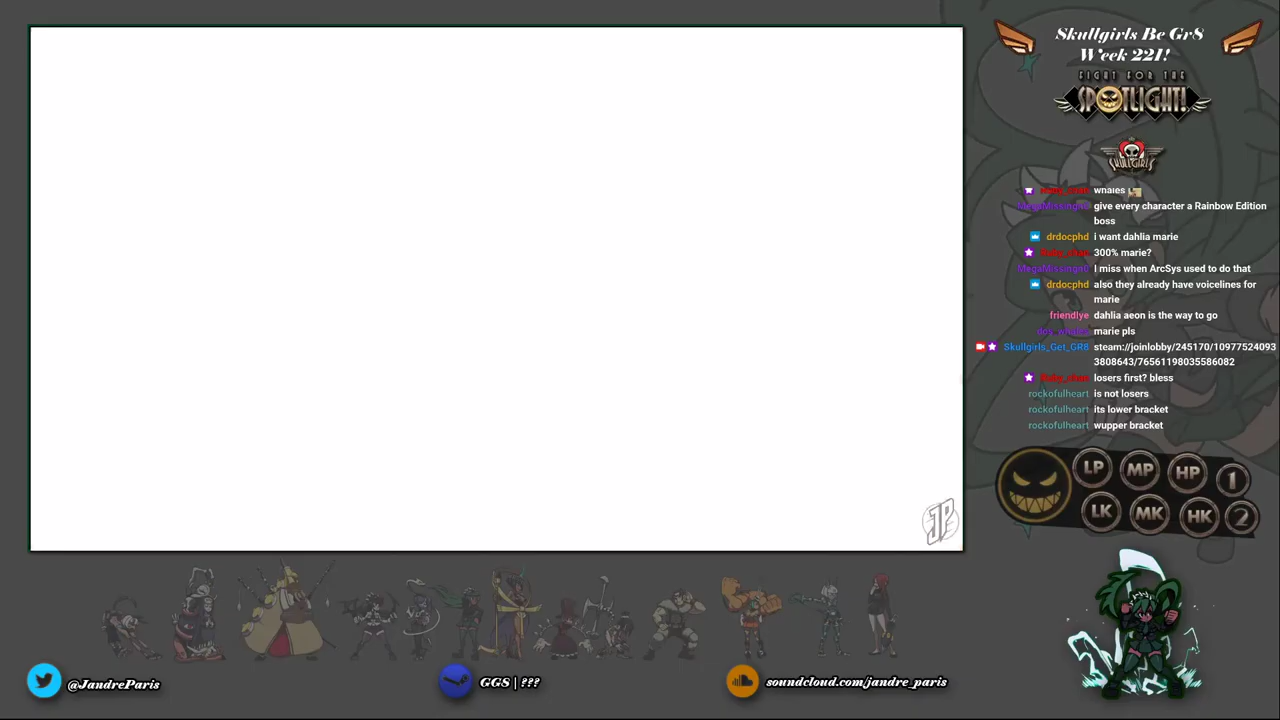 Skullgirls Be Gr8
Week 221!
FIGHT FOR THE
SPOTLIGHT!
SKULLGIRLS
give every character a Rainbow Edition
boss
drdocphd i want dahlia marie
300% marie?
I miss when ArcSys used to do that
drdocphd also they already have voicelines for
marie
friendlye dahlia aeon is the way to go
marie pls
Skullgirls_Get_GR8 steam://joinlobby/245170/10977524093
3808643/76561198035586082
losers first? bless
rockofulheart is not losers
rockofulheart its lower bracket
rockofulheart wupper bracket
LP MP HP 1
LK MK HK 2
JP
@JandreParis
GGS | ???
soundcloud.com/jandre_paris